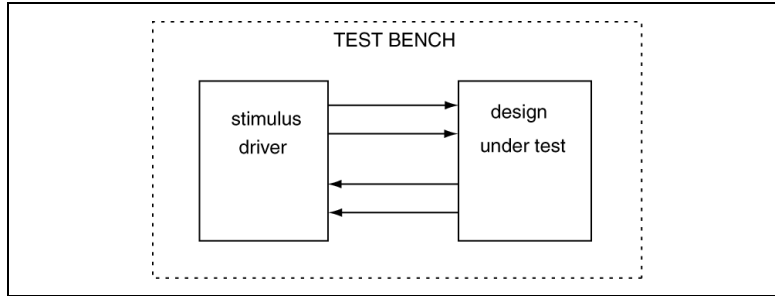 TEST BENCH
stimulus
driver
design
under test